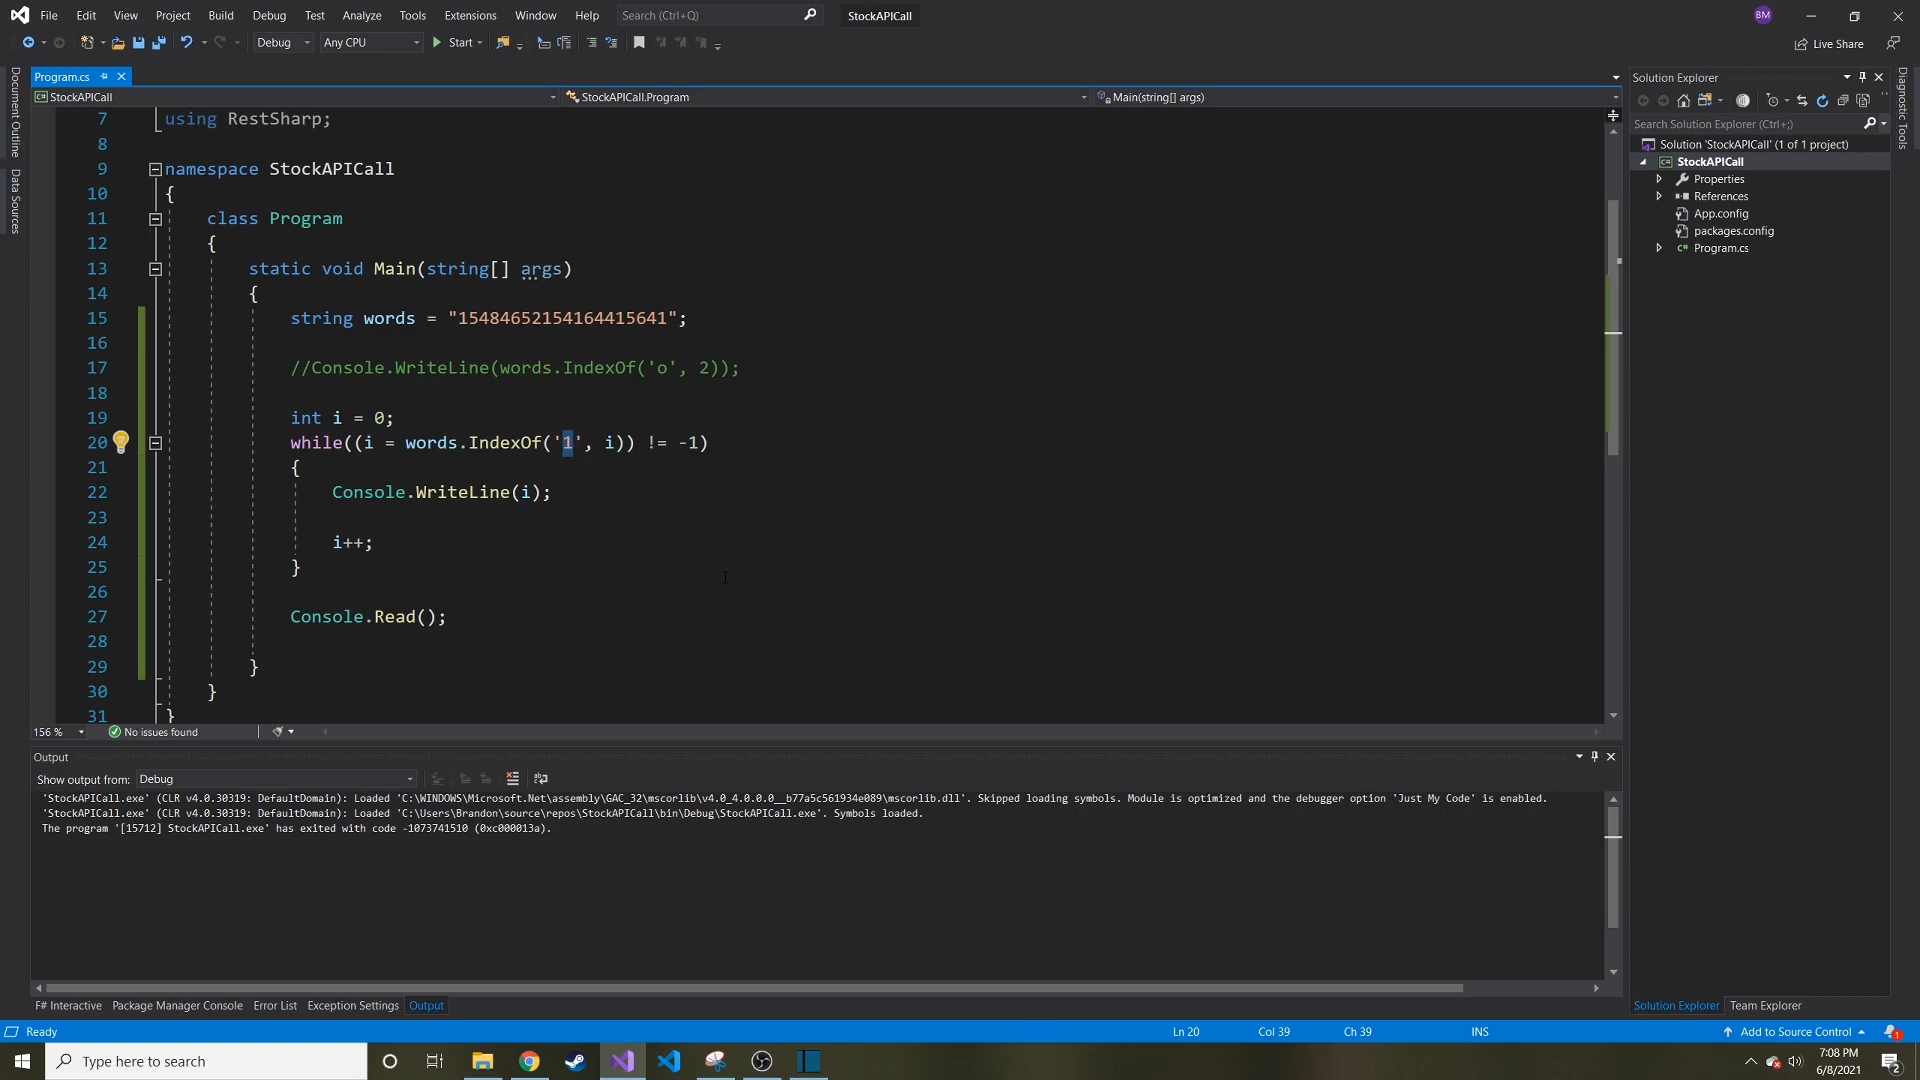 File Edit View Project Build Debug Test Analyze Tools Extensions Window Help Search (Ctrl+Q) StockAPICall BM
Debug Any CPU Start Live Share
Program.cs
StockAPICall StockAPICall.Program Main(string[] args)
Document Outline
Data Sources
7 using RestSharp;
8
9 namespace StockAPICall
10 {
11 class Program
12 {
13 static void Main(string[] args)
14 {
15 string words = "15484652154164415641";
16
17 //Console.WriteLine(words.IndexOf('o', 2));
18
19 int i = 0;
20 while((i = words.IndexOf('1', i)) != -1)
21 {
22 Console.WriteLine(i);
23
24 i++;
25 }
26
27 Console.Read();
28
29 }
30 }
31 }
156 % No issues found
Solution Explorer
Search Solution Explorer (Ctrl+;)
Solution 'StockAPICall' (1 of 1 project)
StockAPICall
Properties
References
App.config
packages.config
Program.cs
Diagnostic Tools
Output
Show output from: Debug
'StockAPICall.exe' (CLR v4.0.30319: DefaultDomain): Loaded 'C:\WINDOWS\Microsoft.Net\assembly\GAC_32\mscorlib\v4.0_4.0.0.0__b77a5c561934e089\mscorlib.dll'. Skipped loading symbols. Module is optimized and the debugger option 'Just My Code' is enabled.
'StockAPICall.exe' (CLR v4.0.30319: DefaultDomain): Loaded 'C:\Users\Brandon\source\repos\StockAPICall\bin\Debug\StockAPICall.exe'. Symbols loaded.
The program '[15712] StockAPICall.exe' has exited with code -1073741510 (0xc000013a).
F# Interactive Package Manager Console Error List Exception Settings Output
Solution Explorer Team Explorer
Ready Ln 20 Col 39 Ch 39 INS Add to Source Control 1
Type here to search
7:08 PM
6/8/2021
2